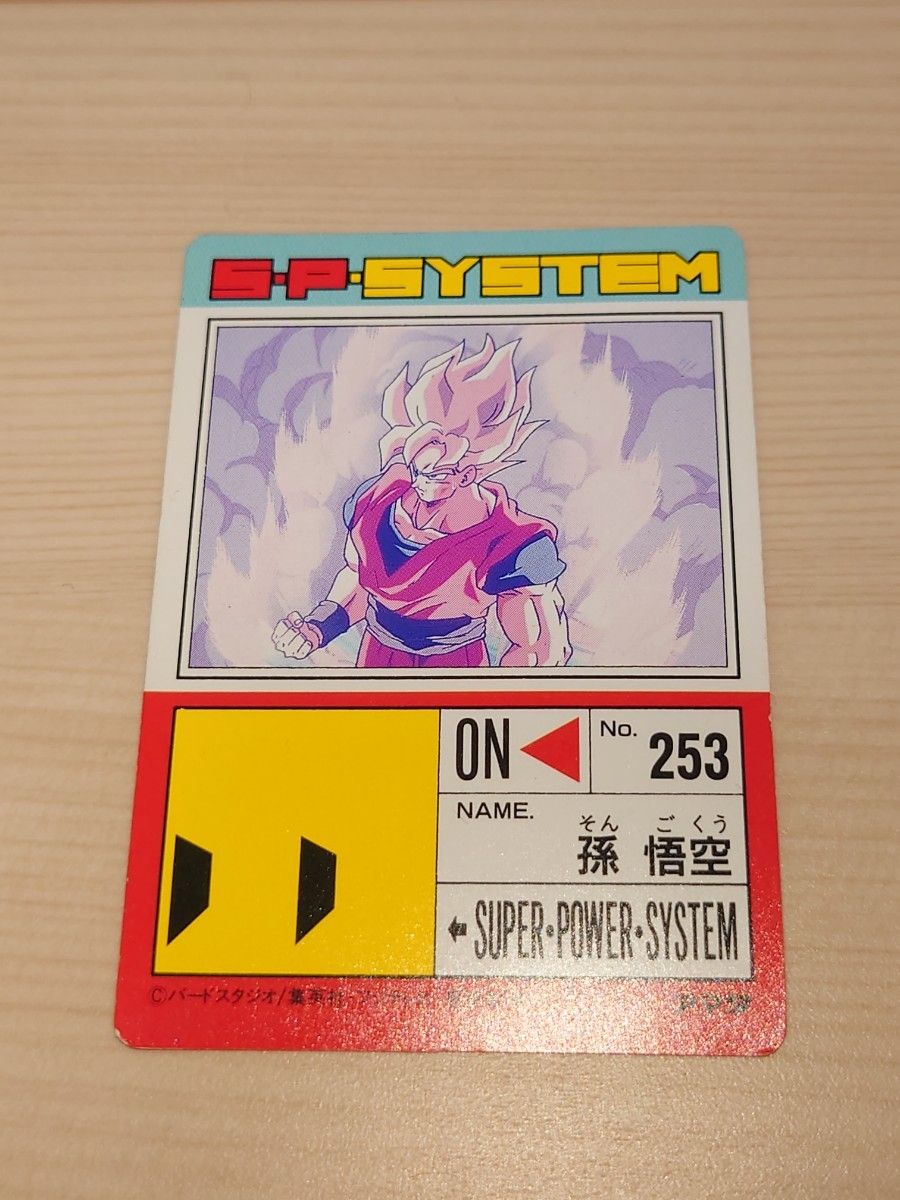 S·P·SYSTEM
ON
No. 253
NAME.
そん ごくう
孫 悟空
SUPER·POWER·SYSTEM
©バードスタジオ/集英社